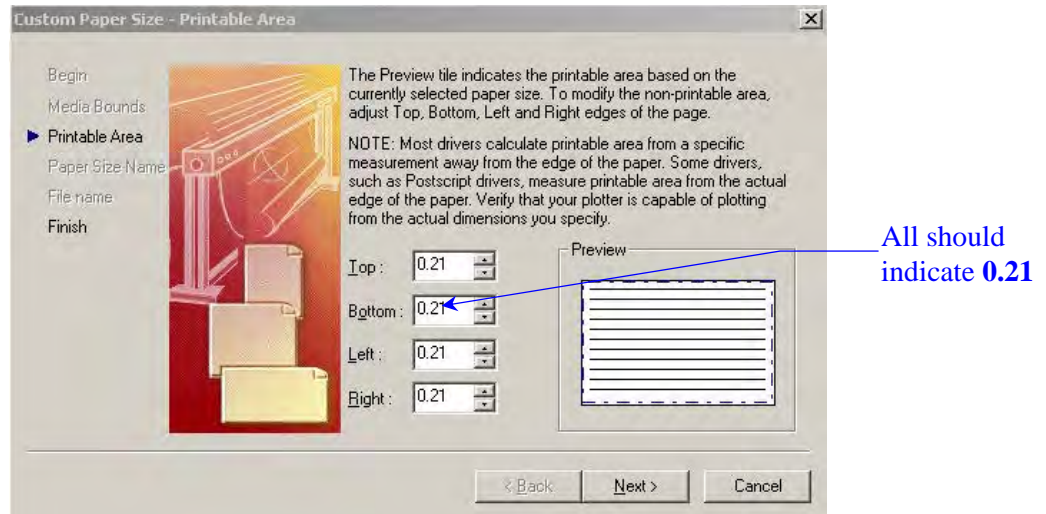 Custom Paper Size - Printable Area
Begin
Media Bounds
Printable Area
Paper Size Name
File name
Finish
The Preview tile indicates the printable area based on the
currently selected paper size. To modify the non-printable area,
adjust Top, Bottom, Left and Right edges of the page.
NOTE: Most drivers calculate printable area from a specific
measurement away from the edge of the paper. Some drivers,
such as Postscript drivers, measure printable area from the actual
edge of the paper. Verify that your plotter is capable of plotting
from the actual dimensions you specify.
Top : 0.21
Bottom : 0.21
Left : 0.21
Right : 0.21
Preview
All should
indicate 0.21
< Back Next > Cancel